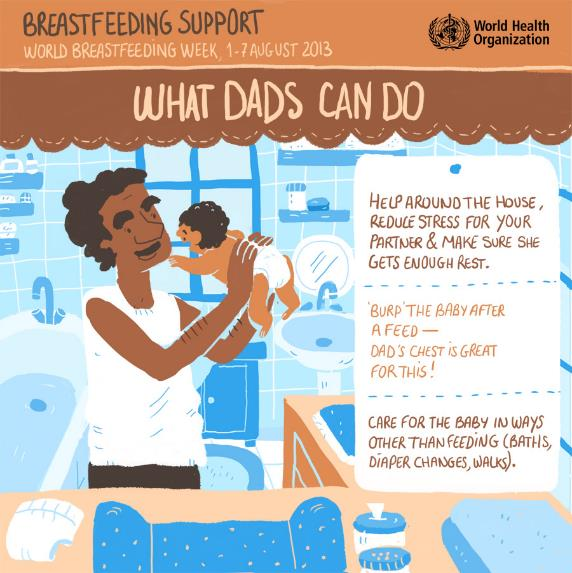 BREASTFEEDING SUPPORT
WORLD BREASTFEEDING WEEK, 1-7 AUGUST 2013
World Health
Organization
WHAT DADS CAN DO
HELP AROUND THE HOUSE,
REDUCE STRESS FOR YOUR
PARTNER & MAKE SURE SHE
GETS ENOUGH REST.
'BURP' THE BABY AFTER
A FEED —
DAD'S CHEST IS GREAT
FOR THIS!
CARE FOR THE BABY IN WAYS
OTHER THAN FEEDING (BATHS,
DIAPER CHANGES, WALKS).